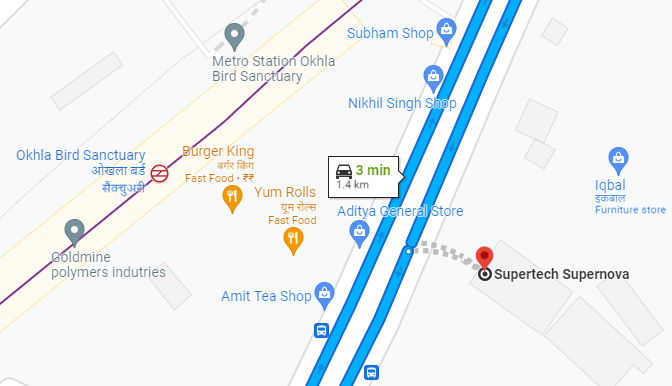 Subham Shop
Metro Station Okhla
Bird Sanctuary
Nikhil Singh Shop
Okhla Bird Sanctuary
ओखला बर्ड
सैंक्चुअरी
Burger King
बर्गर किंग
Fast Food • ₹₹
3 min
1.4 km
Iqbal
इकबाल
Furniture store
Yum Rolls
यूम रोल्स
Fast Food
Aditya General Store
Goldmine
polymers indutries
Supertech Supernova
Amit Tea Shop